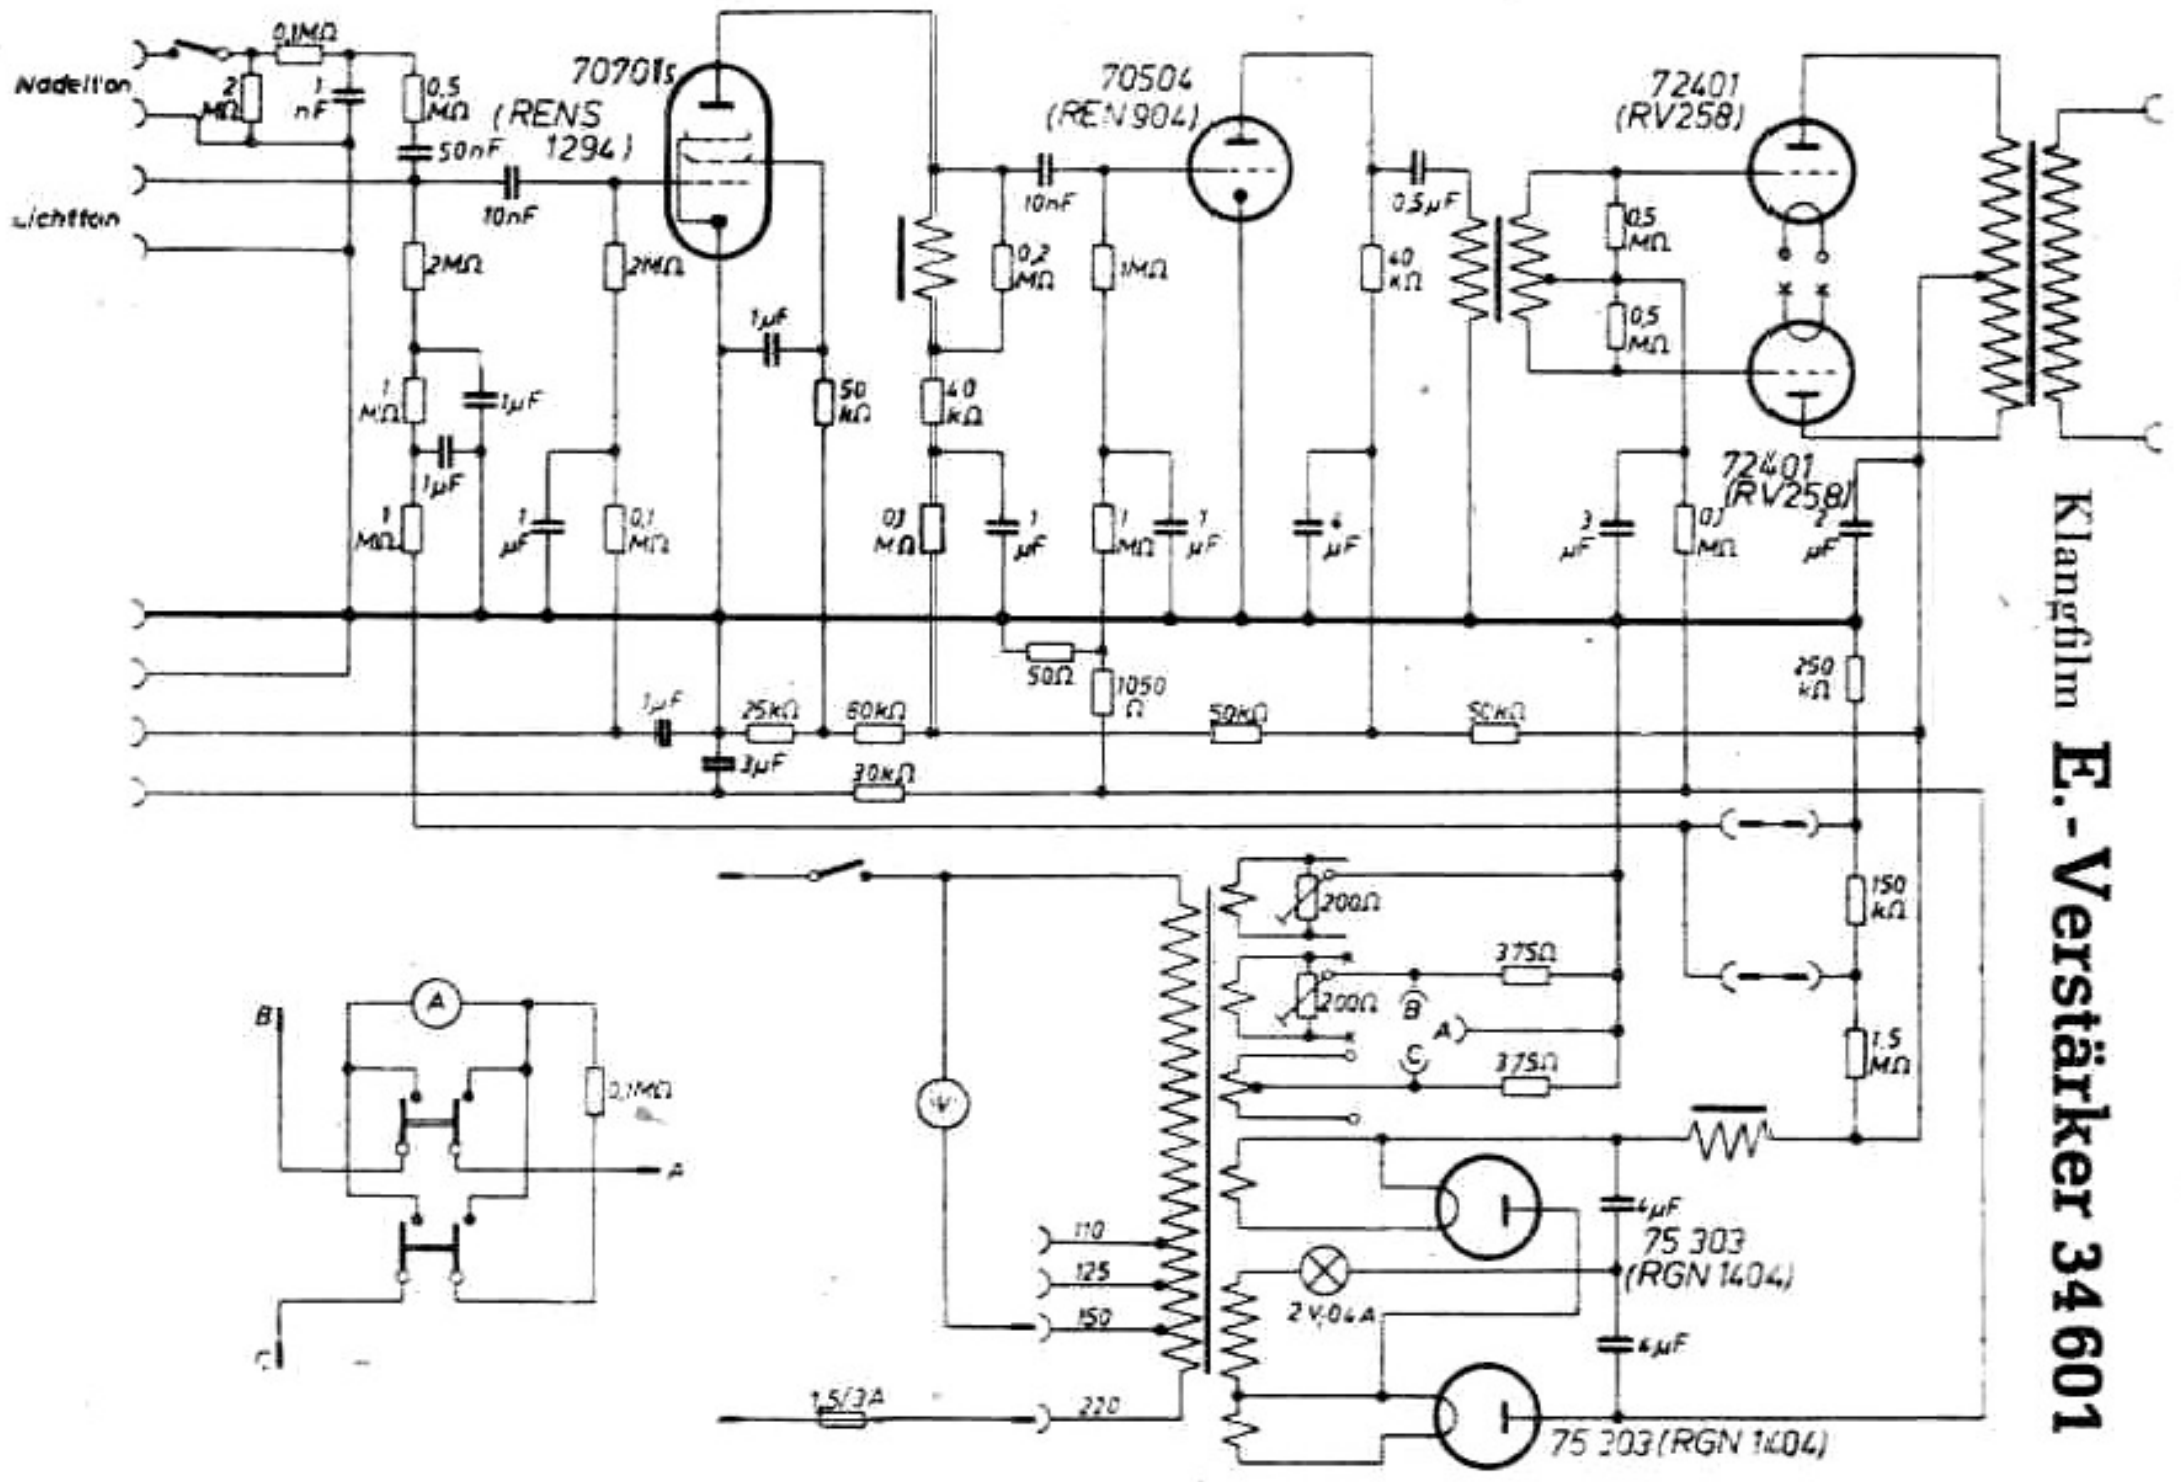 0,1MΩ
Nadelton
2 MΩ
1 nF
0,5 MΩ
50nF
70701s
(RENS 1294)
10nF
Lichtton
2MΩ
2MΩ
1µF
50 kΩ
40 kΩ
0,2 MΩ
10nF
1MΩ
70504
(REN 904)
40 kΩ
0,5µF
72401
(RV258)
0,5 MΩ
0,5 MΩ
72401
(RV258)
1 MΩ
1µF
1µF
1 MΩ
1 µF
0,1 MΩ
0,1 MΩ
1 µF
1 MΩ
1 µF
4 µF
3 µF
0,1 MΩ
2 µF
50Ω
1050 Ω
250 kΩ
1µF
25kΩ
60kΩ
50kΩ
50kΩ
3µF
30kΩ
200Ω
150 kΩ
200Ω
375Ω
B
A
C
375Ω
1,5 MΩ
A
B
0,1MΩ
A
C
V
110
125
150
220
1,5/3A
4µF
75 303
(RGN 1404)
2V;0,4A
4µF
75 303 (RGN 1404)
Klangfilm E.-Verstärker 34 601